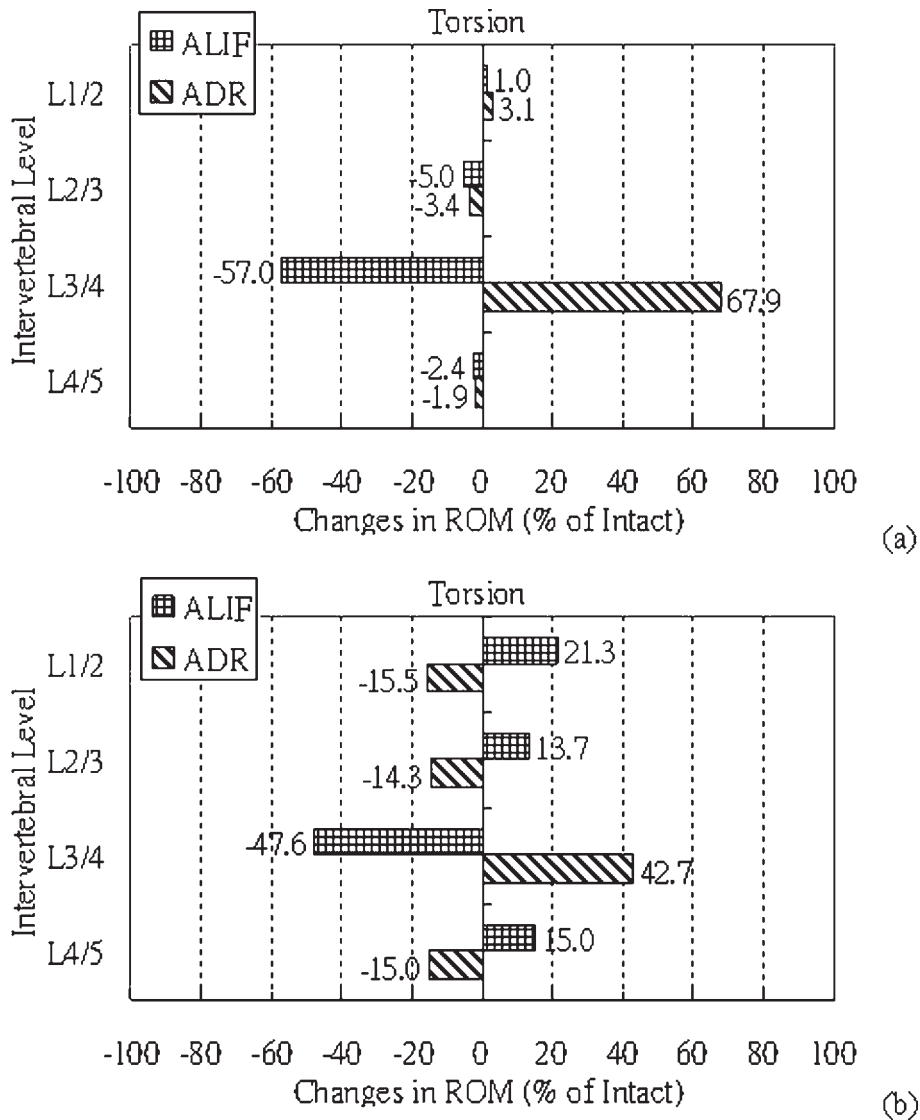 Torsion
ALIF
ADR
Intervertebral Level
L1/2
1.0
3.1
L2/3
-5.0
-3.4
L3/4
-57.0
67.9
L4/5
-2.4
-1.9
-100 -80 -60 -40 -20 0 20 40 60 80 100
Changes in ROM (% of Intact)
(a)
Torsion
ALIF
ADR
Intervertebral Level
L1/2
21.3
-15.5
L2/3
13.7
-14.3
L3/4
-47.6
42.7
L4/5
15.0
-15.0
-100 -80 -60 -40 -20 0 20 40 60 80 100
Changes in ROM (% of Intact)
(b)